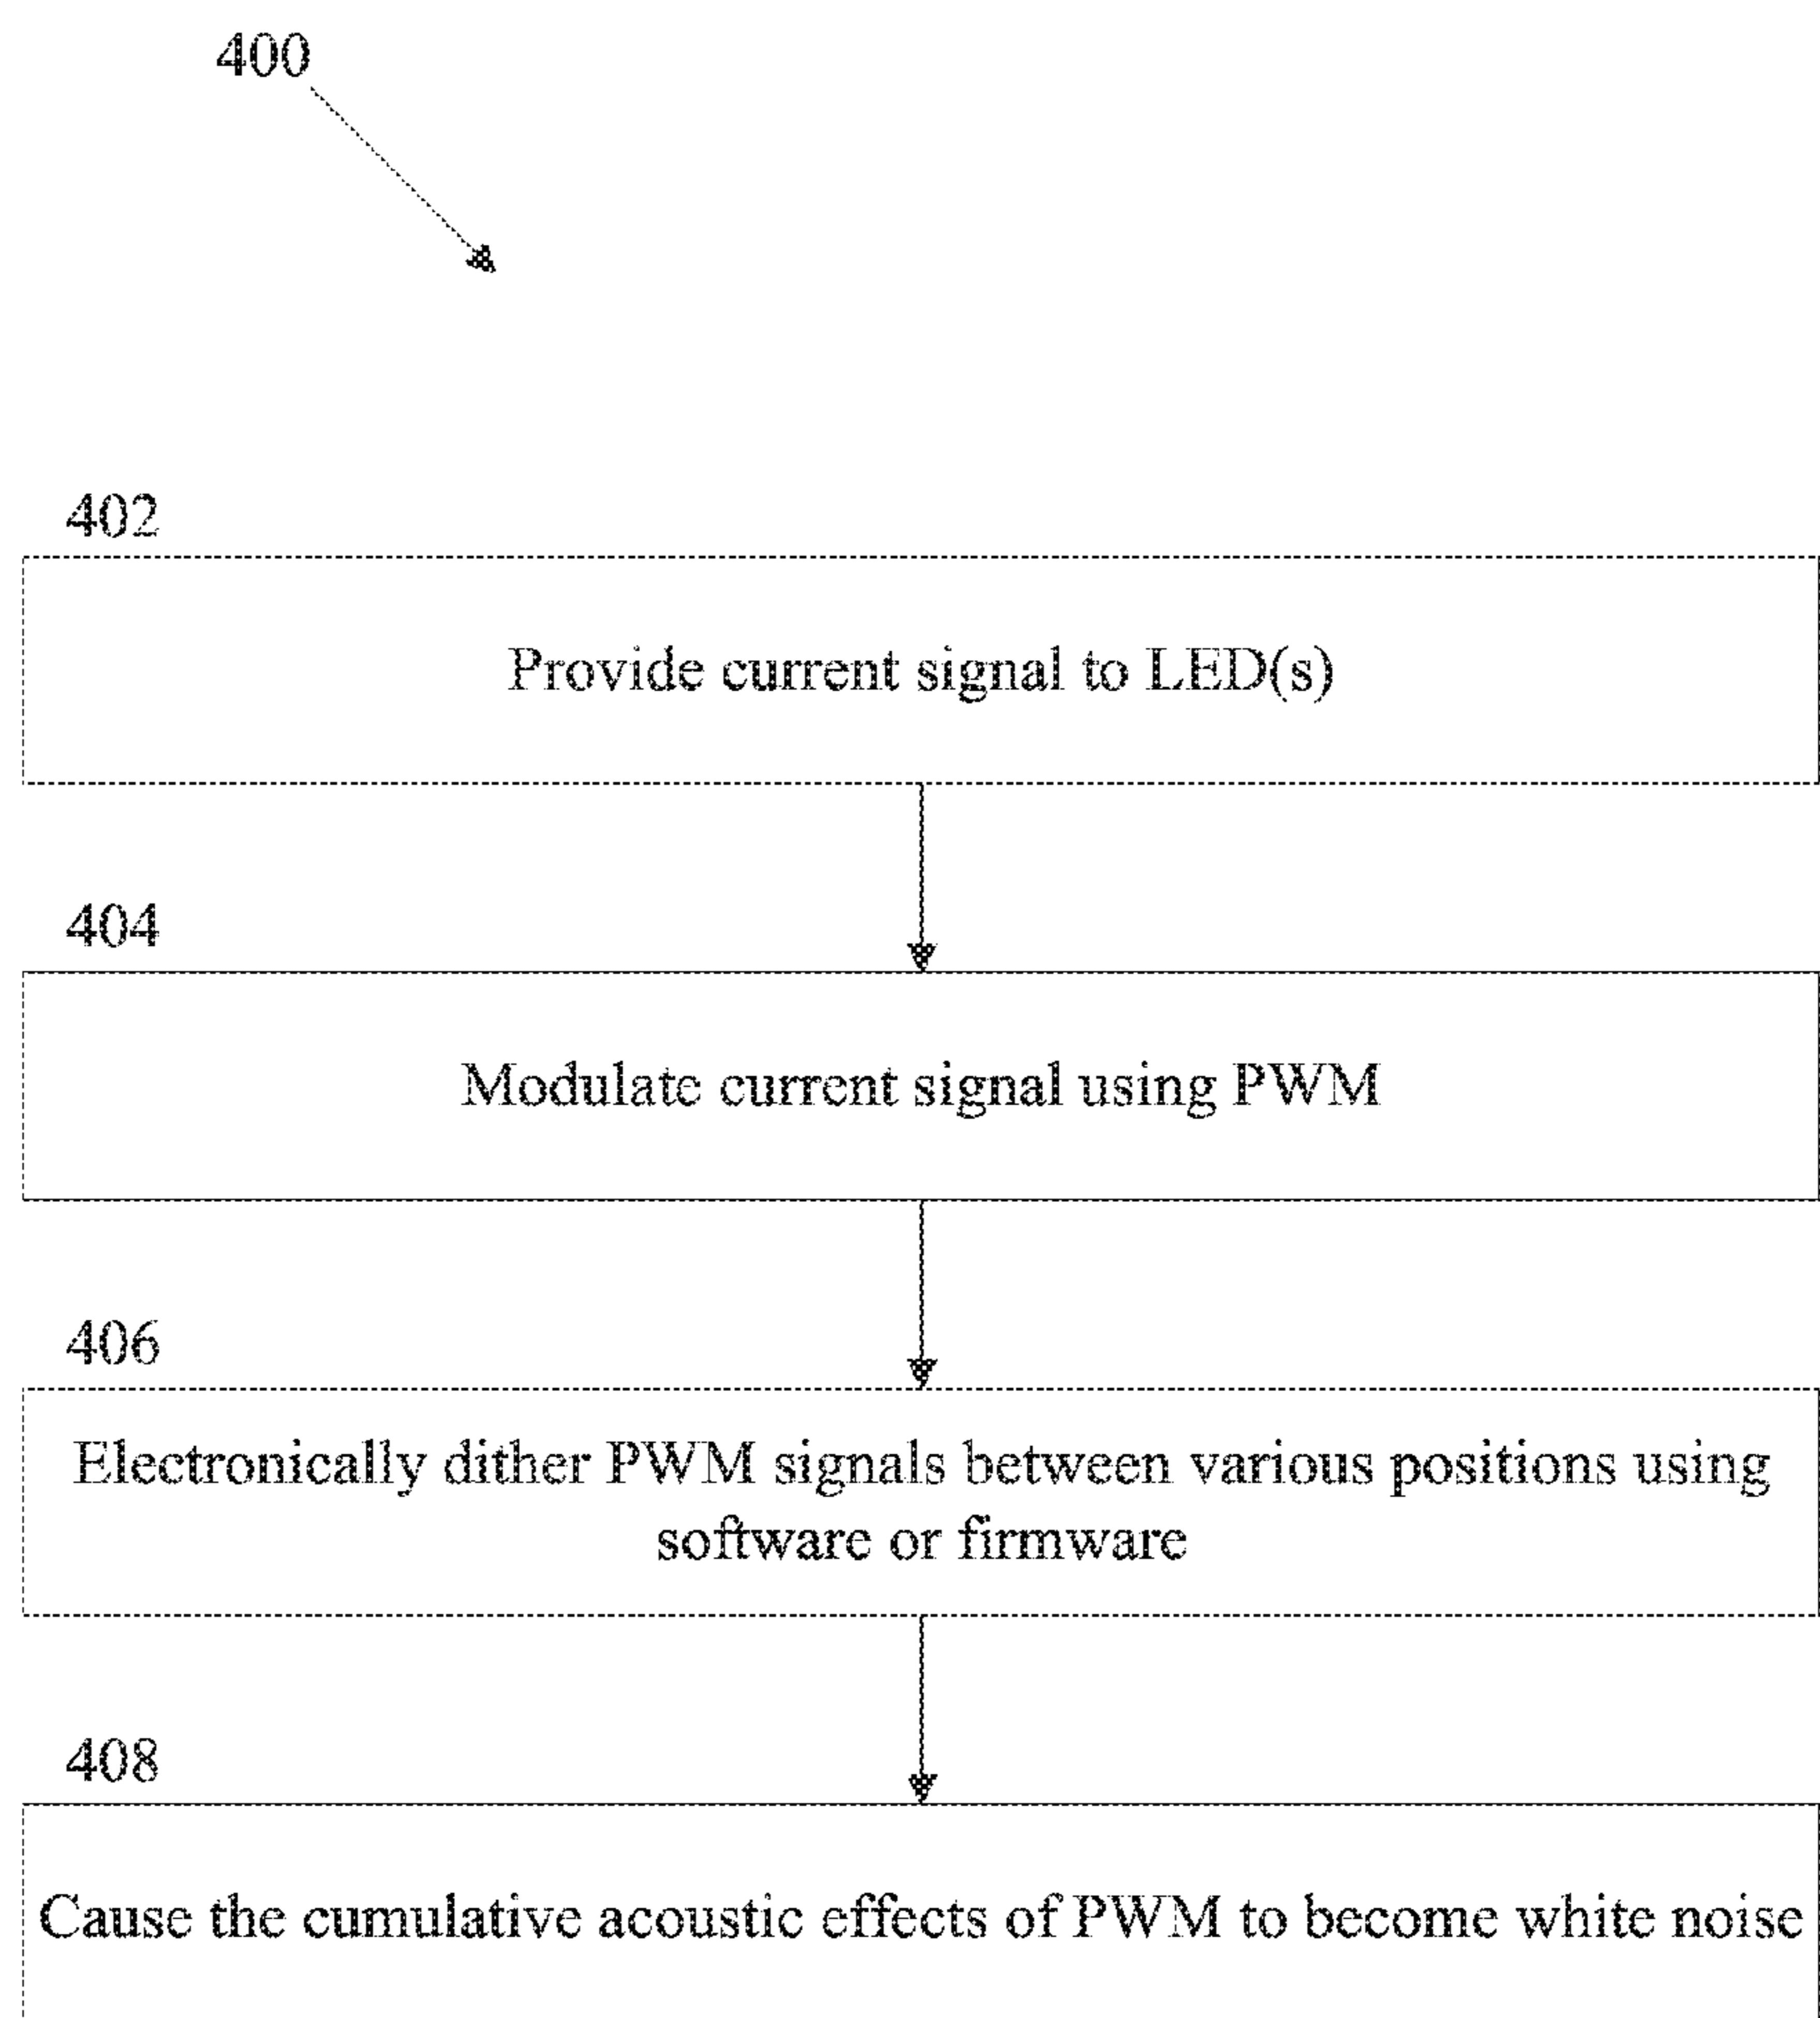 400
402
Provide current signal to LED(s)
404
Modulate current signal using PWM
406
Electronically dither PWM signals between various positions using
software or firmware
408
Cause the cumulative acoustic effects of PWM to become white noise